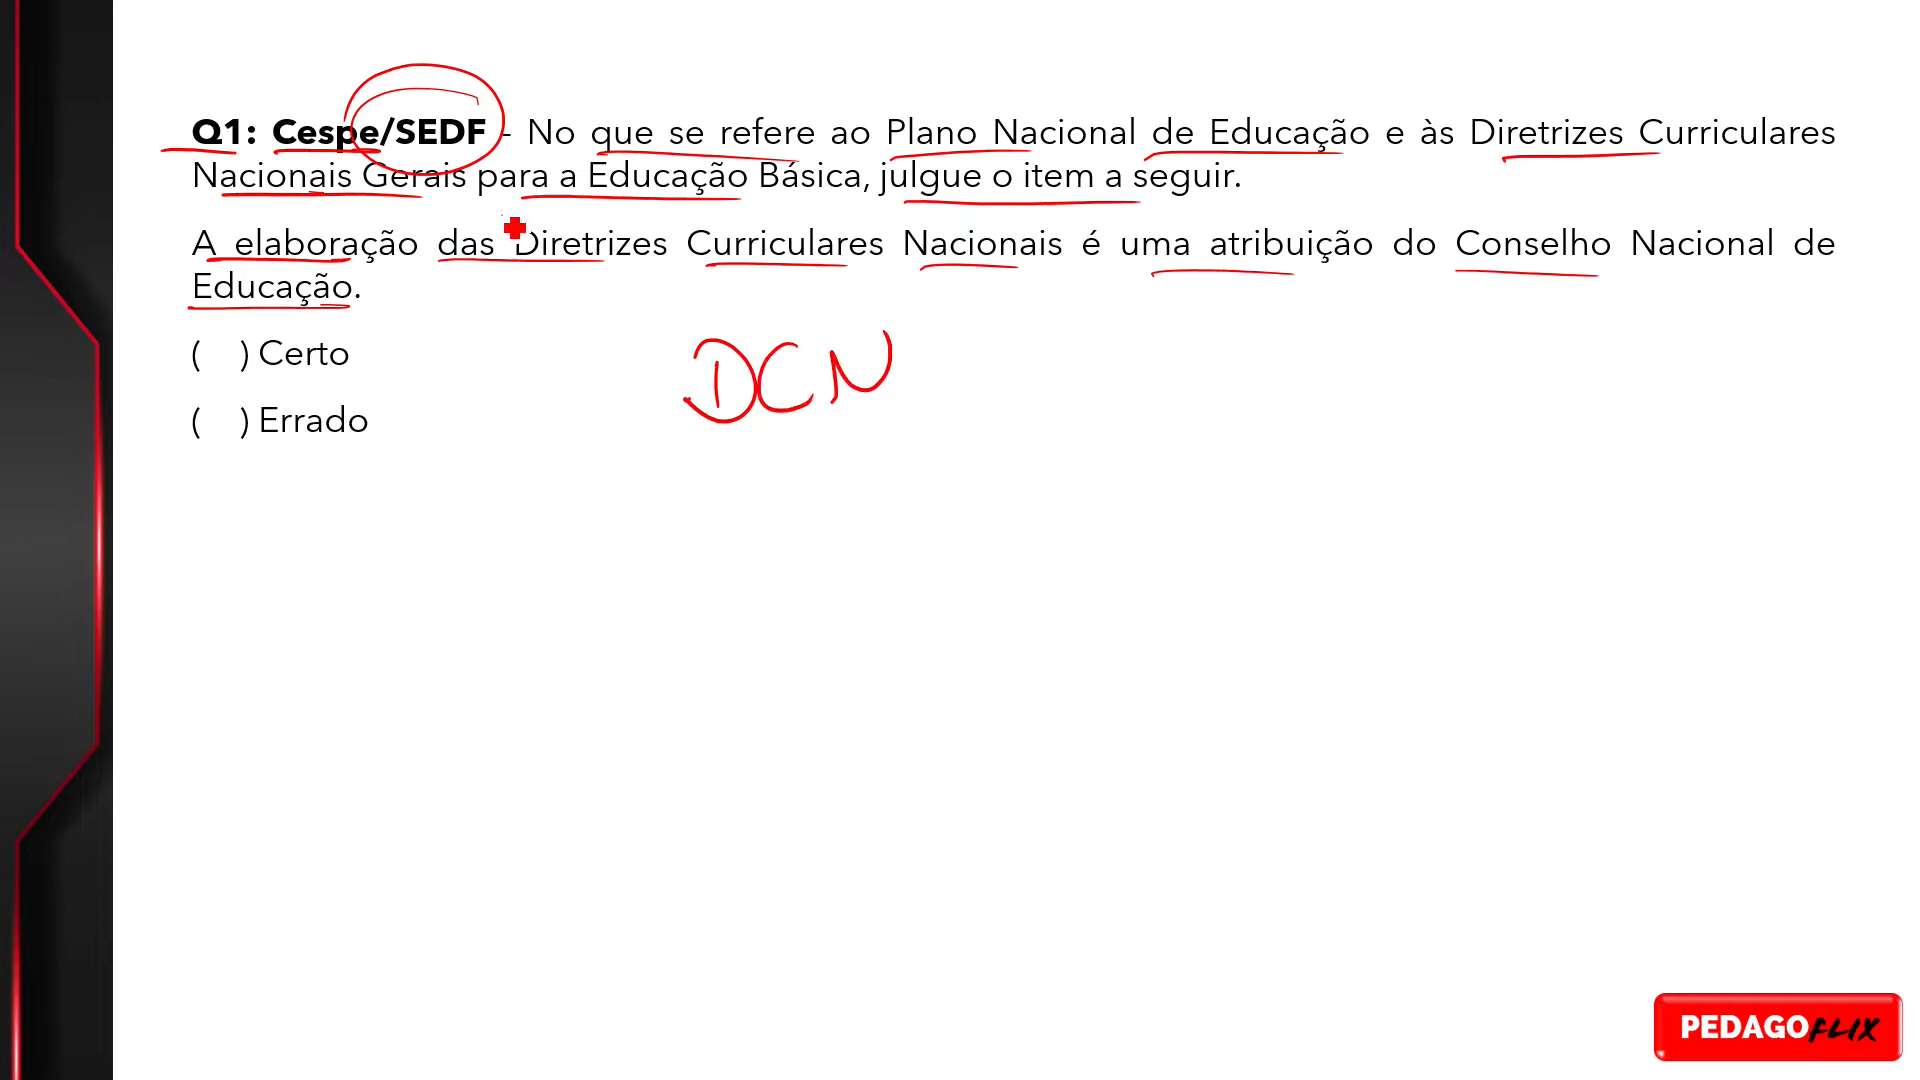 Q1: Cespe/SEDF - No que se refere ao Plano Nacional de Educação e às Diretrizes Curriculares
Nacionais Gerais para a Educação Básica, julgue o item a seguir.
A elaboração das Diretrizes Curriculares Nacionais é uma atribuição do Conselho Nacional de
Educação.
( ) Certo
DCN
( ) Errado
PEDAGOFLIX